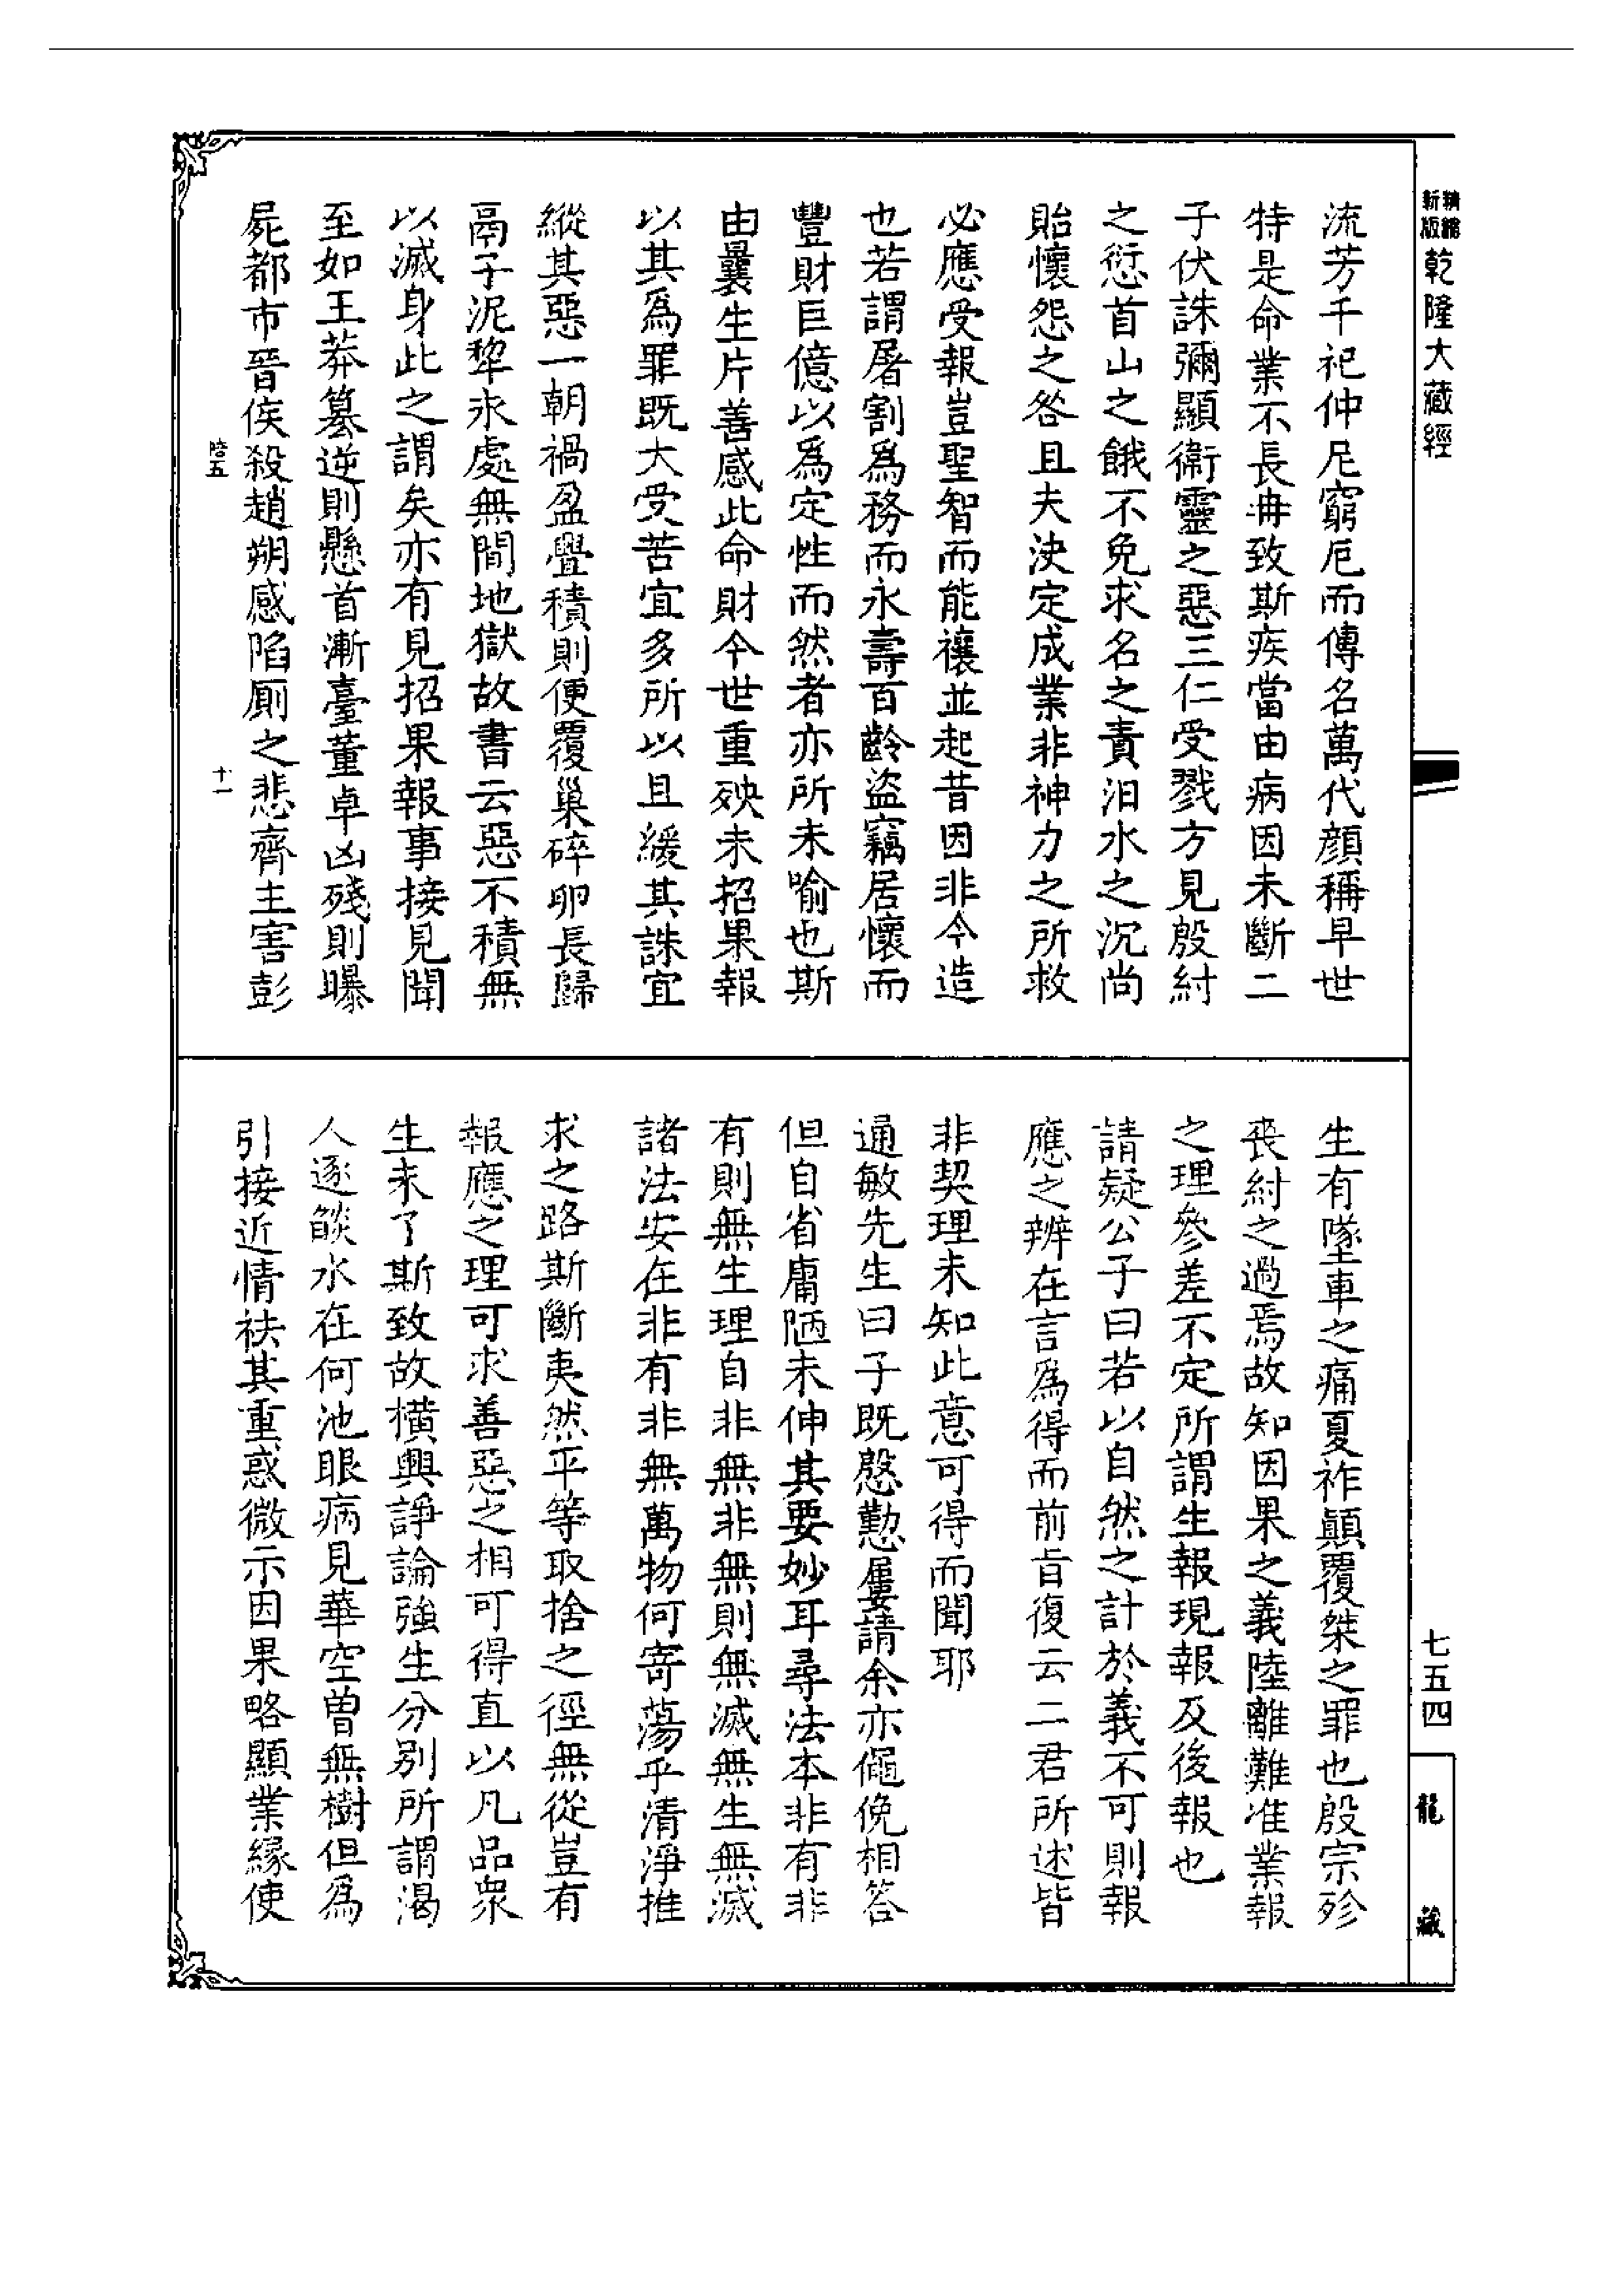 新版
精縮
乾隆大藏經
流芳千祀仲尼窮厄而傳名萬代顏稱早世
特是命業不長冉致斯疾當由病因未斷二
子伏誅彌顯衛靈之惡三仁受戮方見殷紂
之愆首山之餓不免求名之責汨水之沉尚
貽懷怨之咎且夫決定成業非神力之所救
必應受報豈聖智而能禳並起昔因非今造
也若謂屠割為務而永壽百齡盜竊居懷而
豐財巨億以為定性而然者亦所未喻也斯
由曩生片善感此命財今世重殃未招果報
以其為罪既大受苦宜多所以且緩其誅宜
縱其惡一朝禍盈舋積則便覆巢碎卵長歸
鬲子泥犂永處無間地獄故書云惡不積無
以滅身此之謂矣亦有見招果報事接見聞
至如王莽篡逆則懸首漸臺董卓凶殘則曝
屍都市晉侯殺趙朔感陷厠之悲齊主害彭
陸五
十一
生有墜車之痛夏祚顛覆桀之罪也殷宗殄
喪紂之過焉故知因果之義陸離難准業報
之理參差不定所謂生報現報及後報也
請疑公子曰若以自然之計於義不可則報
應之辨在言為得而前旨復云二君所述皆
非契理未知此意可得而聞耶
通敏先生曰子既慇懃屢請余亦僶俛相答
但自省庸陋未伸其要妙耳尋法本非有非
有則無生理自非無非無則無滅無生無滅
諸法安在非有非無萬物何寄蕩乎清淨推
求之路斯斷夷然平等取捨之徑無從豈有
報應之理可求善惡之相可得直以凡品眾
生未了斯致故橫興諍論強生分別所謂渴
人逐燄水在何池眼病見華空曾無樹但為
引接近情祛其重惑微示因果略顯業緣使
七五四
龍藏